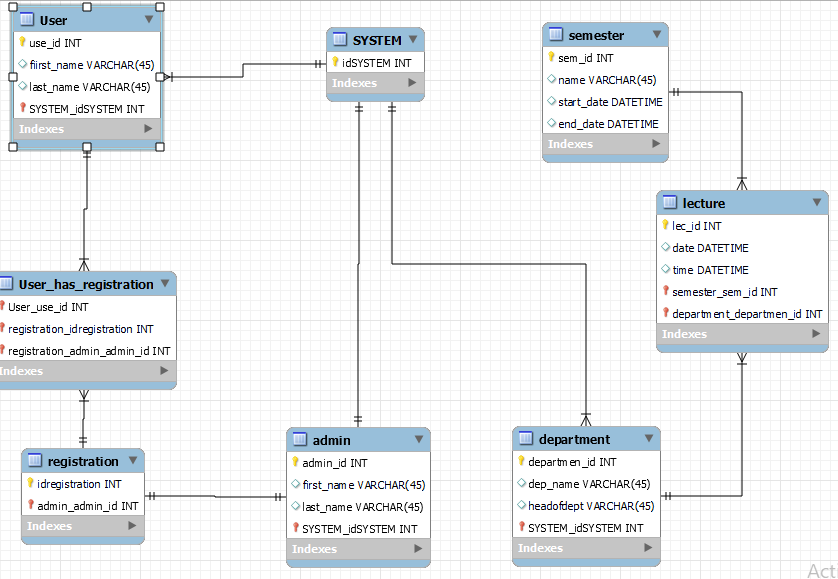 User
use_id INT
fiirst_name VARCHAR(45)
last_name VARCHAR(45)
SYSTEM_idSYSTEM INT
Indexes
SYSTEM
idSYSTEM INT
Indexes
semester
sem_id INT
name VARCHAR(45)
start_date DATETIME
end_date DATETIME
Indexes
lecture
lec_id INT
date DATETIME
time DATETIME
semester_sem_id INT
department_departmen_id INT
Indexes
User_has_registration
User_use_id INT
registration_idregistration INT
registration_admin_admin_id INT
Indexes
registration
idregistration INT
admin_admin_id INT
Indexes
admin
admin_id INT
first_name VARCHAR(45)
last_name VARCHAR(45)
SYSTEM_idSYSTEM INT
Indexes
department
departmen_id INT
dep_name VARCHAR(45)
headofdept VARCHAR(45)
SYSTEM_idSYSTEM INT
Indexes
Act